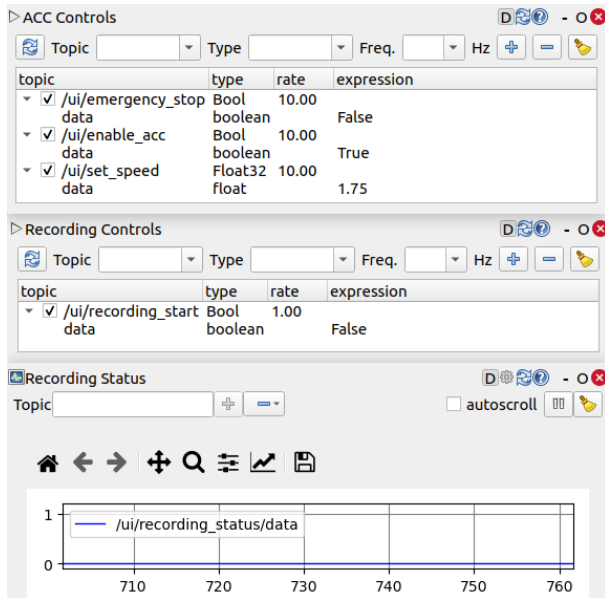 ACC Controls D - O
Topic Type Freq. Hz
topic type rate expression
/ui/emergency_stop Bool 10.00
data boolean False
/ui/enable_acc Bool 10.00
data boolean True
/ui/set_speed Float32 10.00
data float 1.75
Recording Controls D - O
Topic Type Freq. Hz
topic type rate expression
/ui/recording_start Bool 1.00
data boolean False
Recording Status D - O
Topic autoscroll
1
/ui/recording_status/data
0
710 720 730 740 750 760